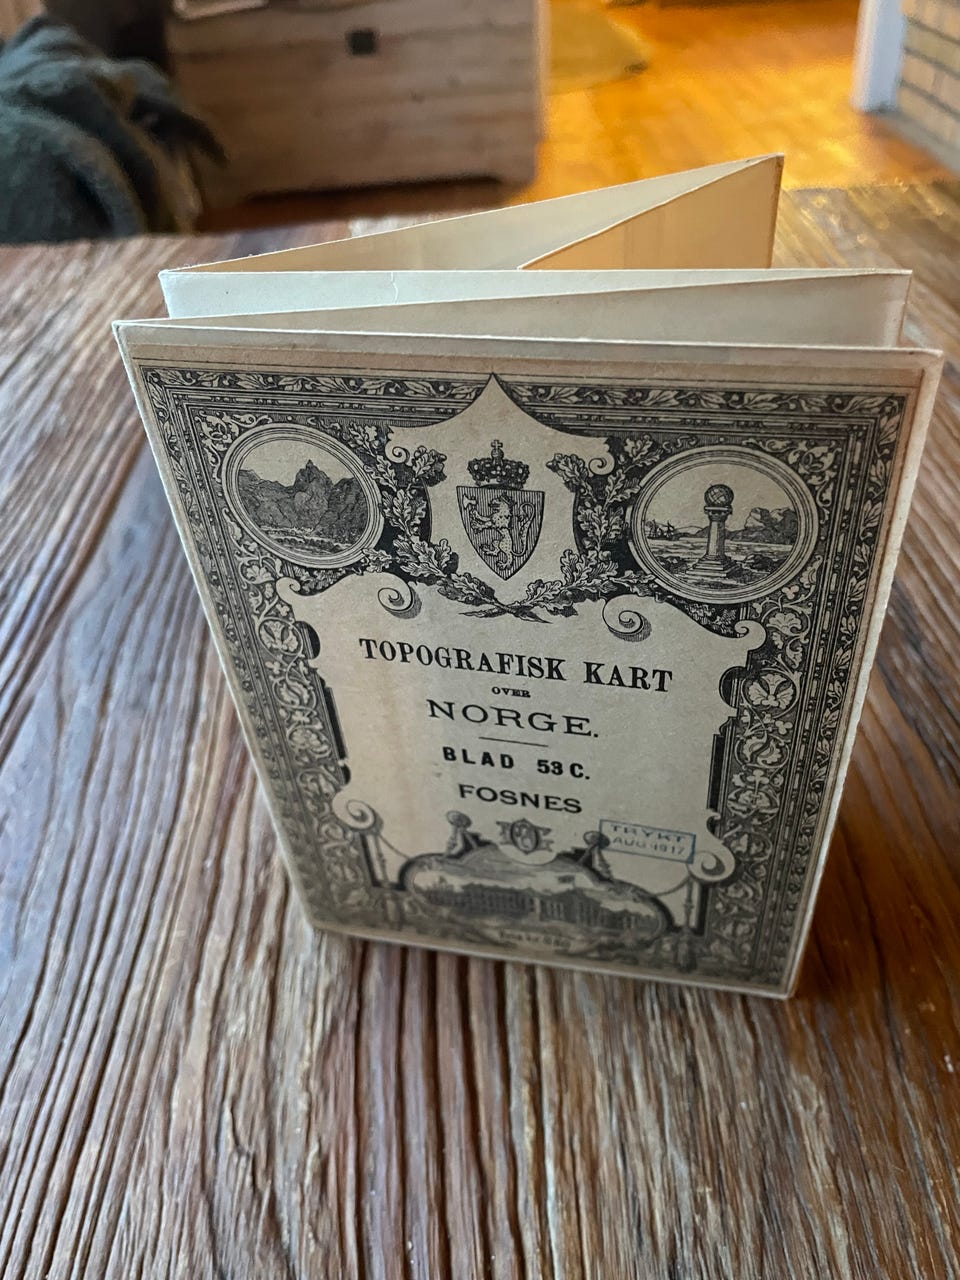 TOPOGRAFISK KART
OVER
NORGE.
BLAD 53 C.
FOSNES
TRYKT
AUG 1917